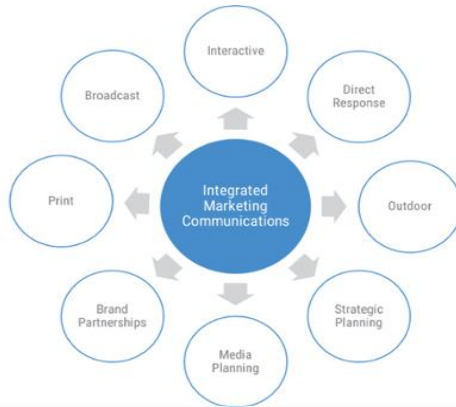 Interactive
Broadcast
Direct
Response
Print
Integrated
Marketing
Communications
Outdoor
Brand
Partnerships
Strategic
Planning
Media
Planning